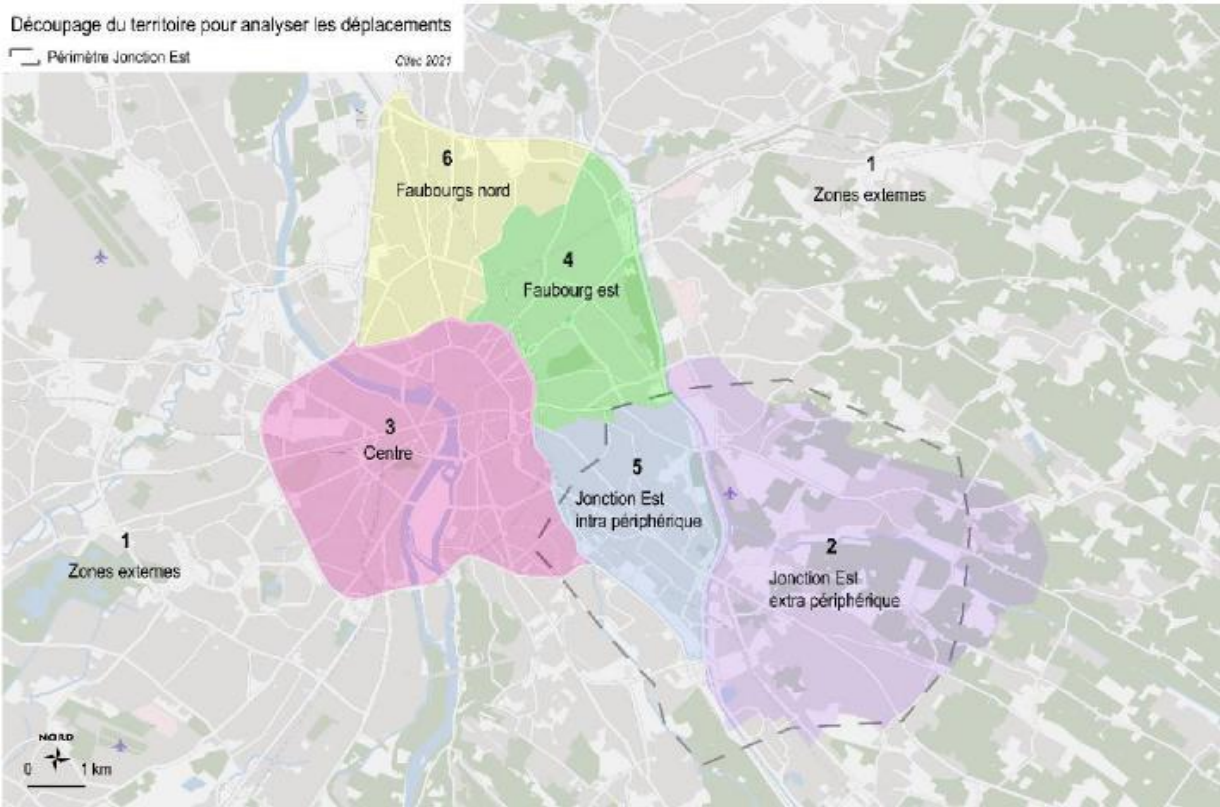 Découpage du territoire pour analyser les déplacements
Périmètre Jonction Est
Citec 2021
6
Faubourgs nord
1
Zones externes
4
Faubourg est
3
Centre
5
Jonction Est
intra périphérique
1
Zones externes
2
Jonction Est
extra périphérique
NORD
0 1 km